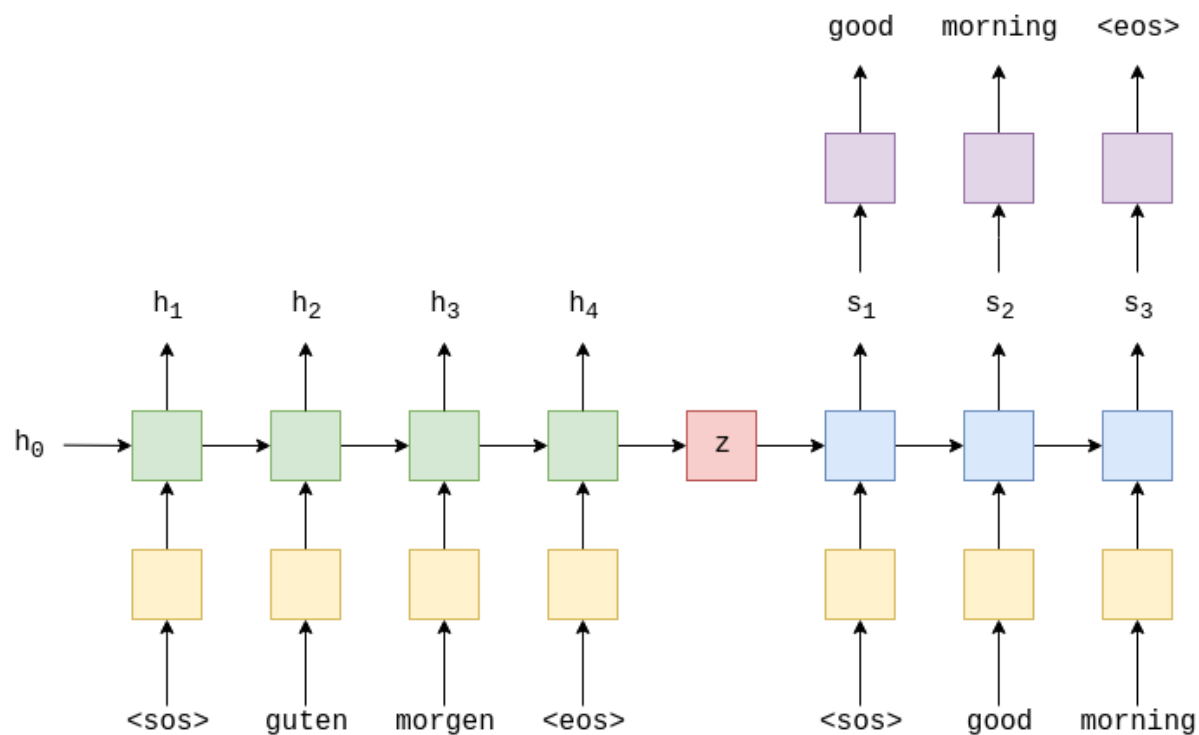 good morning <eos>
h₁ h₂ h₃ h₄ s₁ s₂ s₃
h₀ z
<sos> guten morgen <eos> <sos> good morning